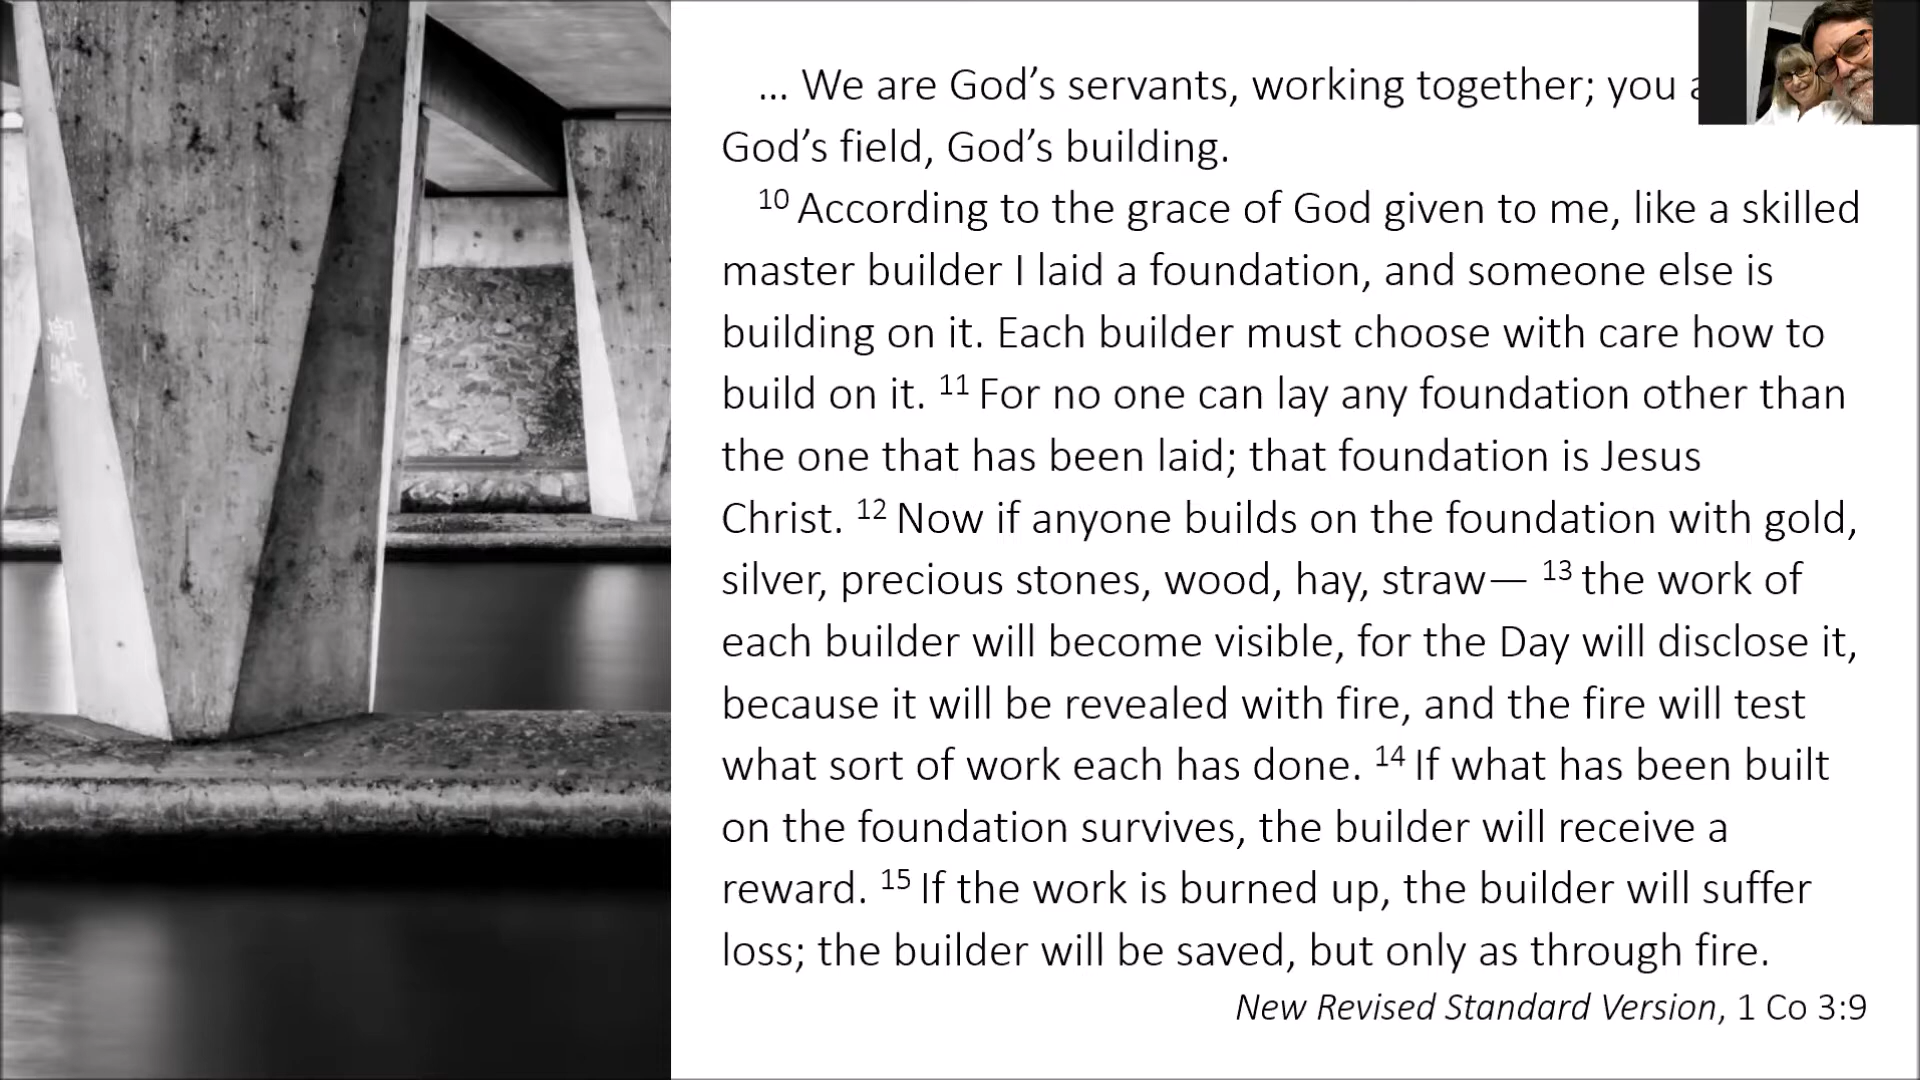 ... We are God’s servants, working together; you
God’s field, God’s building.
10 According to the grace of God given to me, like a skilled
master builder I laid a foundation, and someone else is
building on it. Each builder must choose with care how to
build on it. 11 For no one can lay any foundation other than
the one that has been laid; that foundation is Jesus
Christ. 12 Now if anyone builds on the foundation with gold,
silver, precious stones, wood, hay, straw— 13 the work of
each builder will become visible, for the Day will disclose it,
because it will be revealed with fire, and the fire will test
what sort of work each has done. 14 If what has been built
on the foundation survives, the builder will receive a
reward. 15 If the work is burned up, the builder will suffer
loss; the builder will be saved, but only as through fire.
New Revised Standard Version, 1 Co 3:9